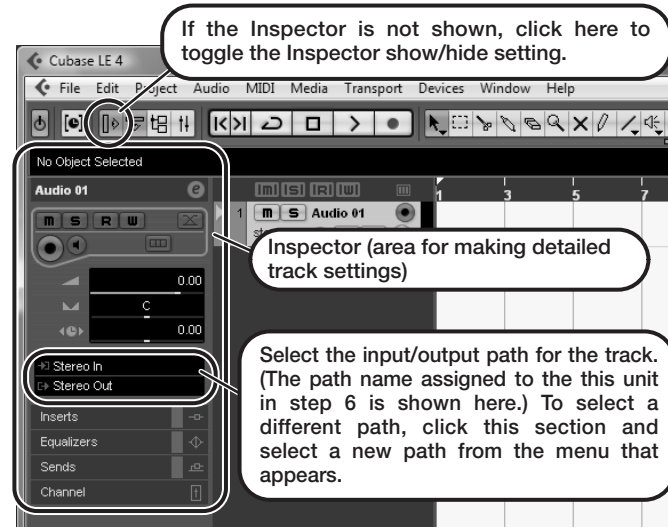 If the Inspector is not shown, click here to
toggle the Inspector show/hide setting.
Cubase LE 4
File Edit Project Audio MIDI Media Transport Devices Window Help
No Object Selected
Audio 01 e
m S R W
0.00
C
0.00
Stereo In
Stereo Out
Inserts
Equalizers
Sends
Channel
m S R W
1 3 5 7
1 m S Audio 01
Inspector (area for making detailed
track settings)
Select the input/output path for the track.
(The path name assigned to the this unit
in step 6 is shown here.) To select a
different path, click this section and
select a new path from the menu that
appears.